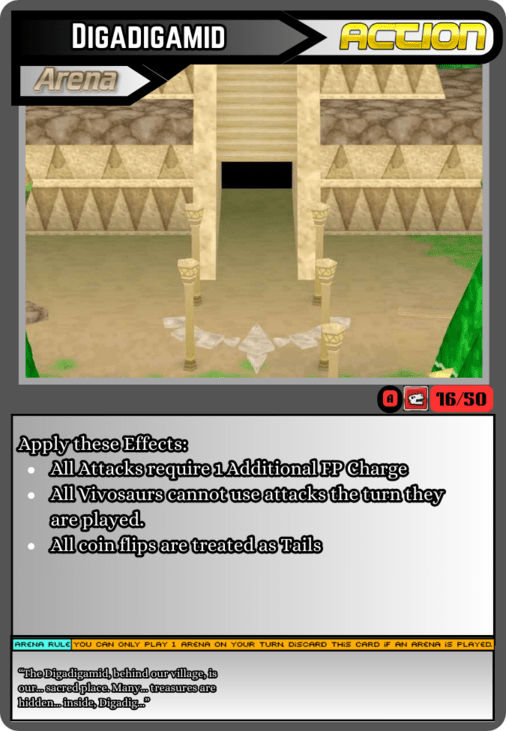 DIGADIGAMID
ACTION
Arena
A
16/50
Apply these Effects:
• All Attacks require 1 Additional FP Charge
• All Vivosaurs cannot use attacks the turn they
are played.
• All coin flips are treated as Tails
ARENA RULE YOU CAN ONLY PLAY 1 ARENA ON YOUR TURN. DISCARD THIS CARD IF AN ARENA IS PLAYED.
“The Digadigamid, behind our village, is
our... sacred place. Many... treasures are
hidden... inside, Digadig...”